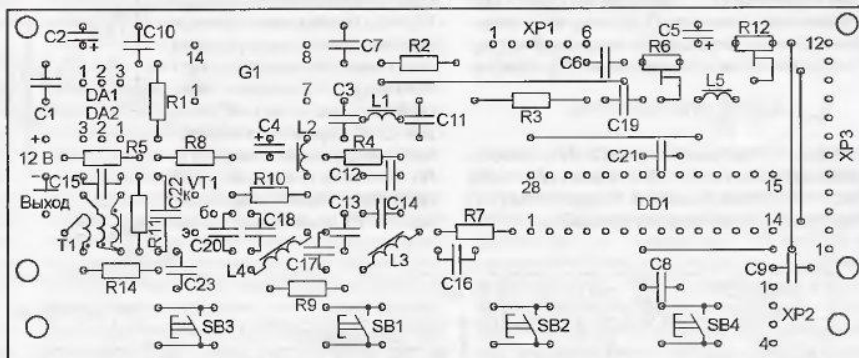 C2
+
C10
14
G1
8
C7
R2
1
XP1
6
C5
+
R12
12
R6
C6
1 2 3
DA1
DA2
3 2 1
C1
R1
7
C3
L1
C11
R3
C19
L5
XP3
+
12 В
−
R5
R8
C4
+
L2
R4
C21
C15
C12
28
15
Выход
R11
C22
к
VT1
б
э
R10
C13
C14
DD1
1
14
T1
C20
C18
R7
L4
C17
L3
C16
1
R14
C23
R9
C8
C9
1
XP2
SB3
SB1
SB2
SB4
4